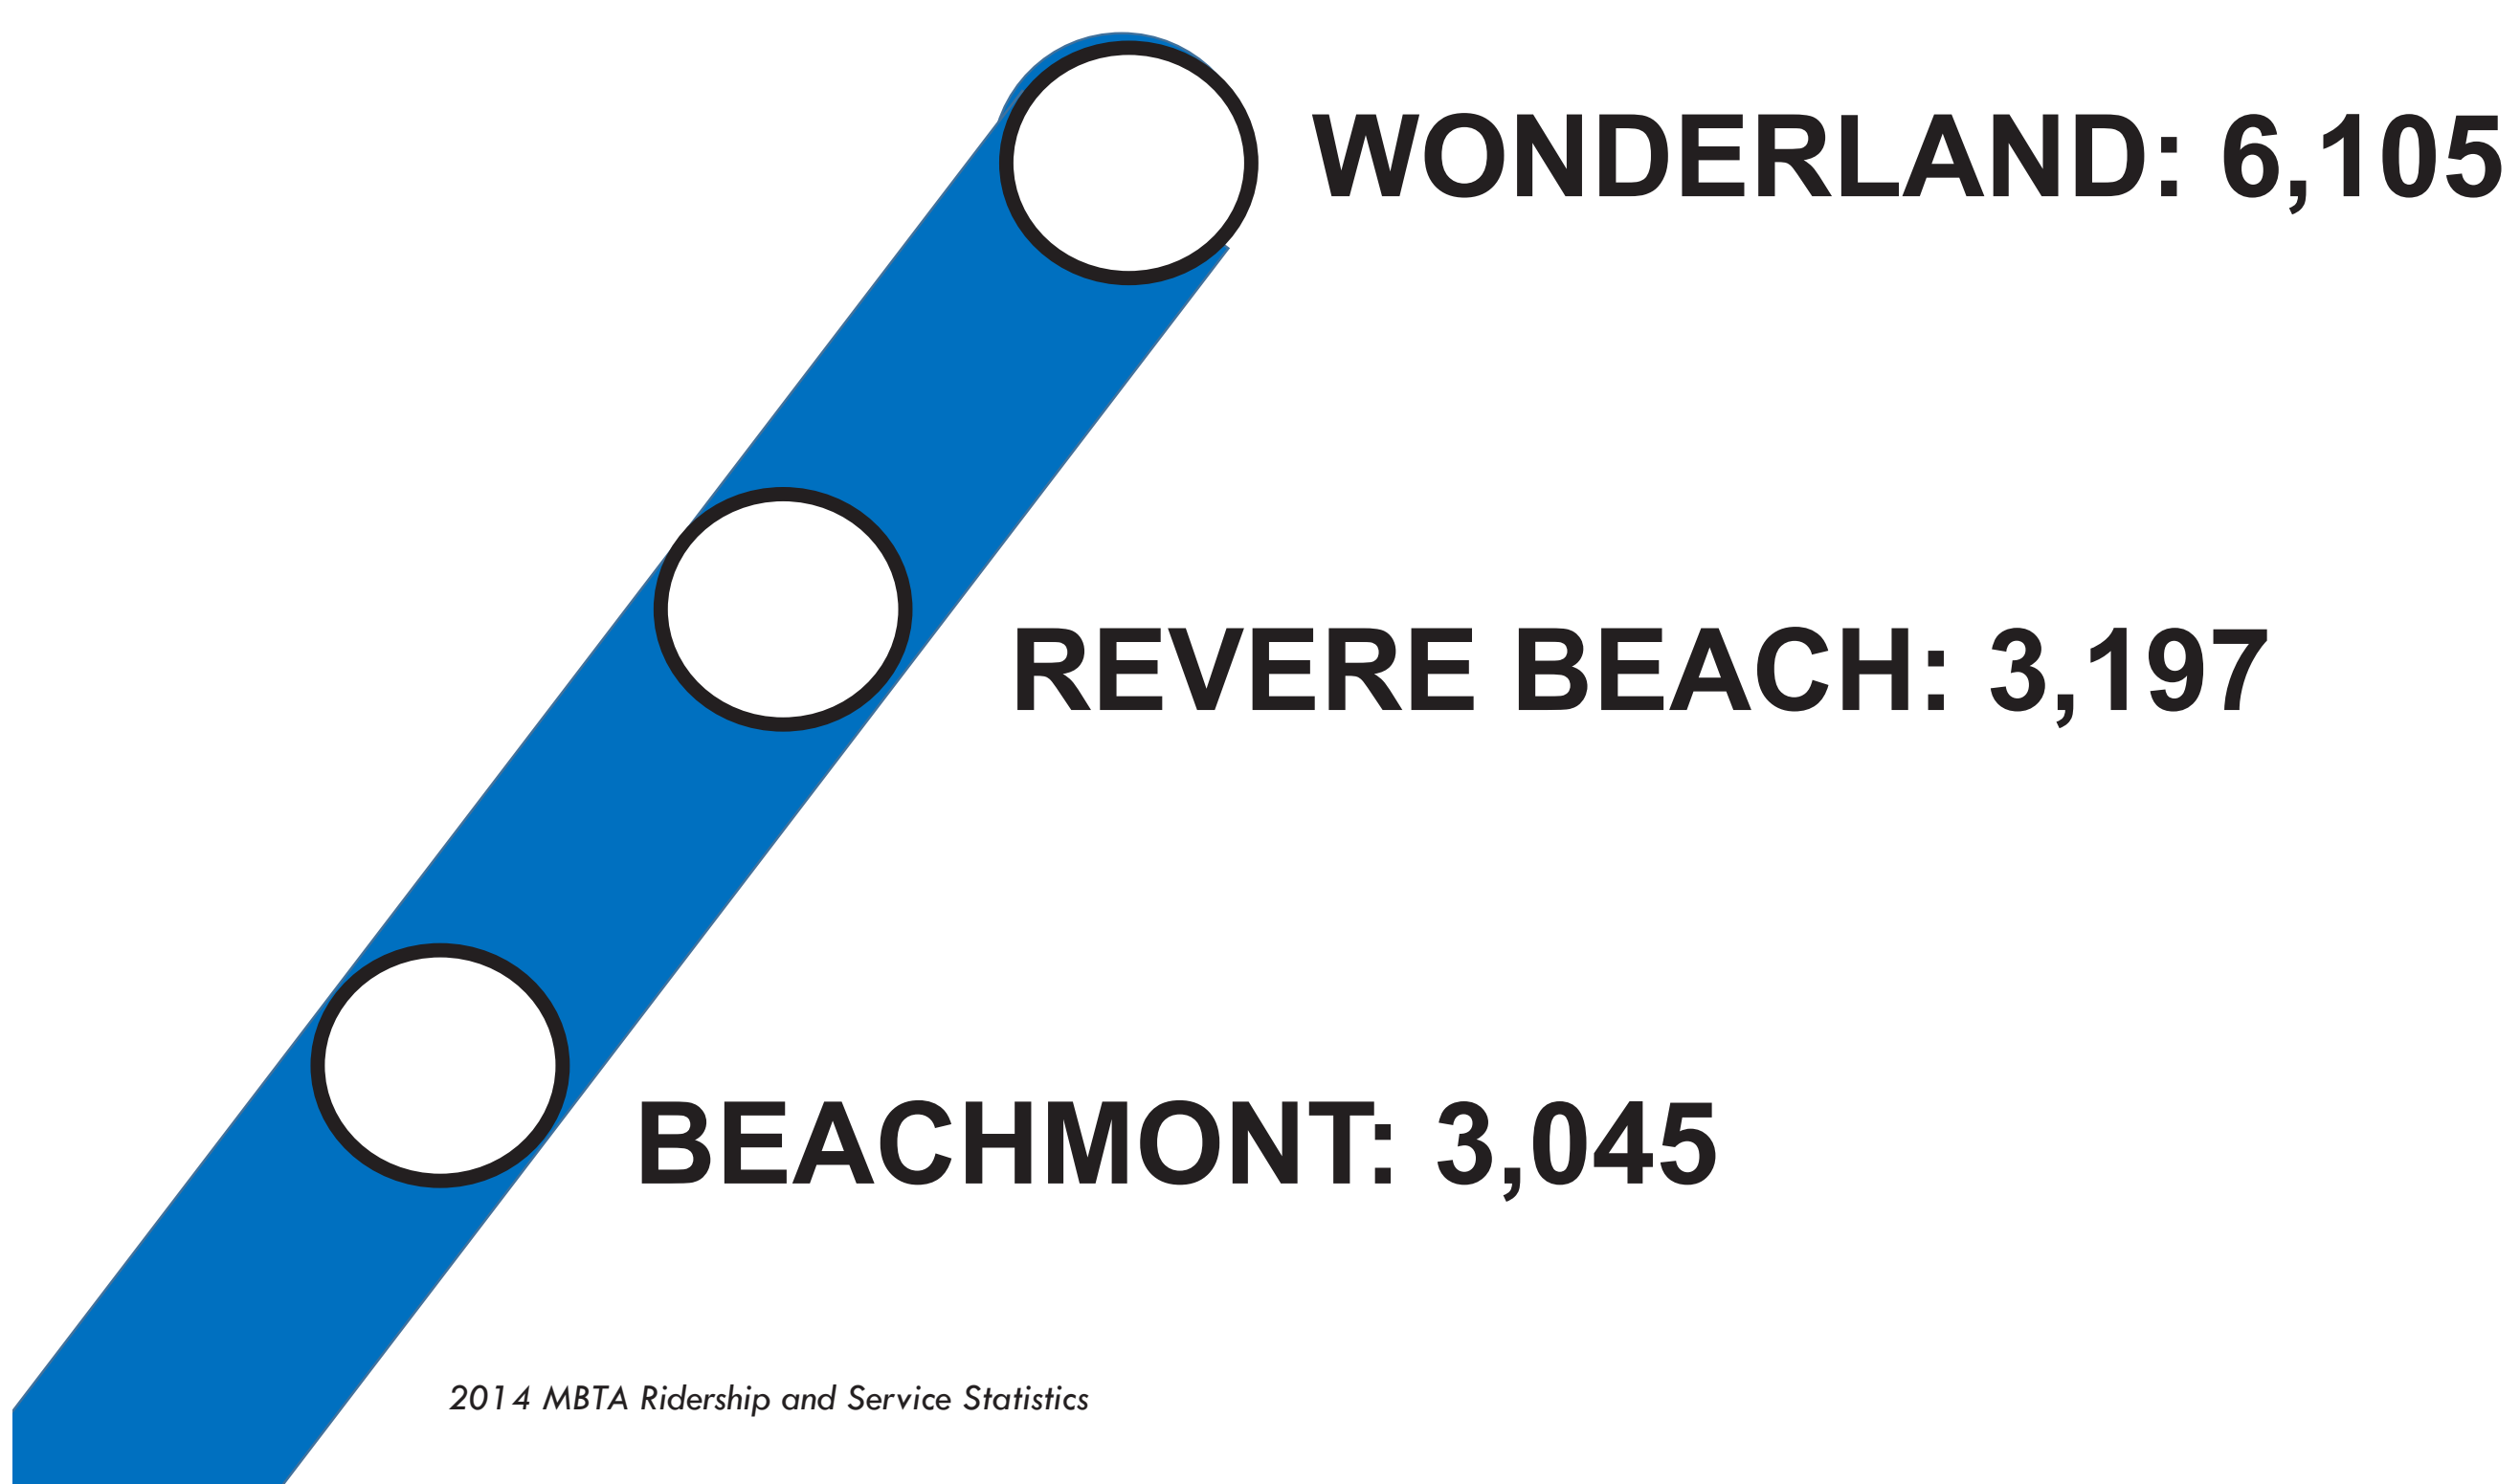 WONDERLAND: 6,105
REVERE BEACH: 3,197
BEACHMONT: 3,045
2014 MBTA Ridership and Service Statistics